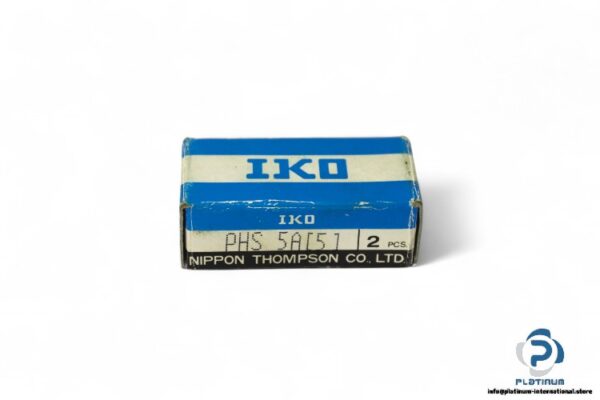 IKO
IKO
PHS 5A[5] 2 PCS.
NIPPON THOMPSON CO., LTD.
P
PLATINUM
info@platinum-international.store